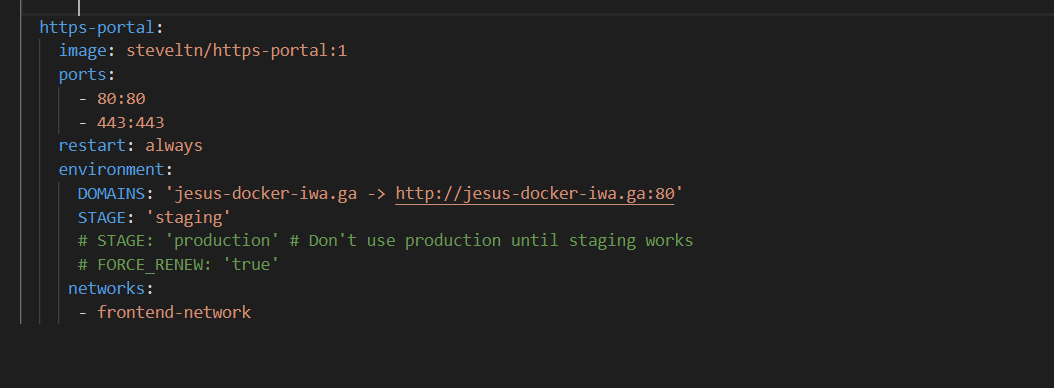 https-portal:
image: steveltn/https-portal:1
ports:
- 80:80
- 443:443
restart: always
environment:
DOMAINS: 'jesus-docker-iwa.ga -> http://jesus-docker-iwa.ga:80'
STAGE: 'staging'
# STAGE: 'production' # Don't use production until staging works
# FORCE_RENEW: 'true'
networks:
- frontend-network